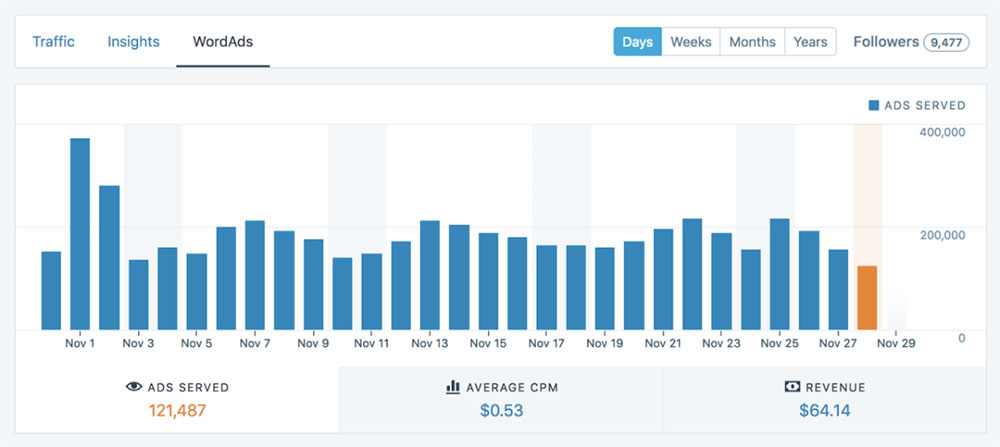 Traffic Insights WordAds Days Weeks Months Years Followers 9,477
ADS SERVED
400,000
200,000
0
Nov 1 Nov 3 Nov 5 Nov 7 Nov 9 Nov 11 Nov 13 Nov 15 Nov 17 Nov 19 Nov 21 Nov 23 Nov 25 Nov 27 Nov 29
ADS SERVED AVERAGE CPM REVENUE
121,487 $0.53 $64.14